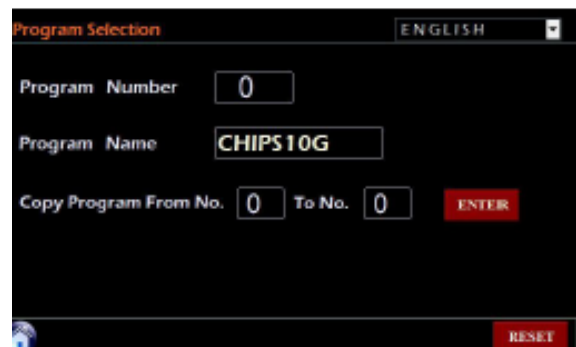 Program Selection ENGLISH
Program Number 0
Program Name CHIPS10G
Copy Program From No. 0 To No. 0 ENTER
RESET